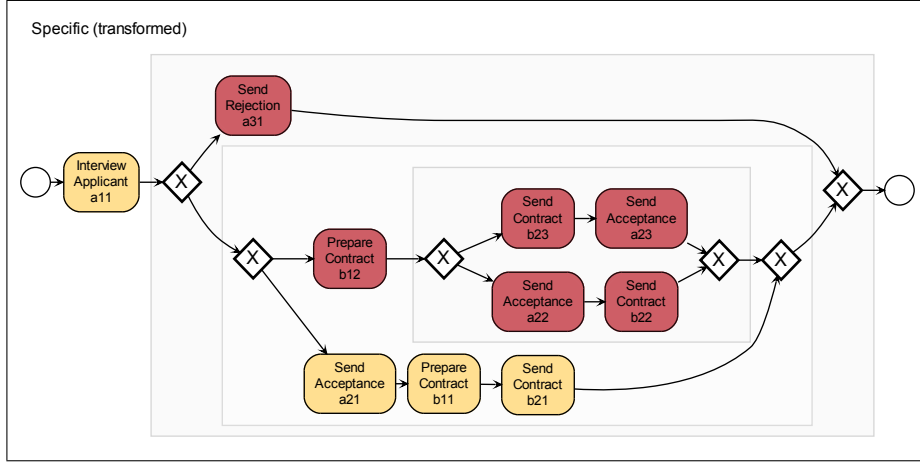 Specific (transformed)
Send
Rejection
a31
Interview
Applicant
a11
X
X
Send
Contract
b23
Send
Acceptance
a23
Prepare
Contract
b12
X
X
X
X
Send
Acceptance
a22
Send
Contract
b22
Send
Acceptance
a21
Prepare
Contract
b11
Send
Contract
b21